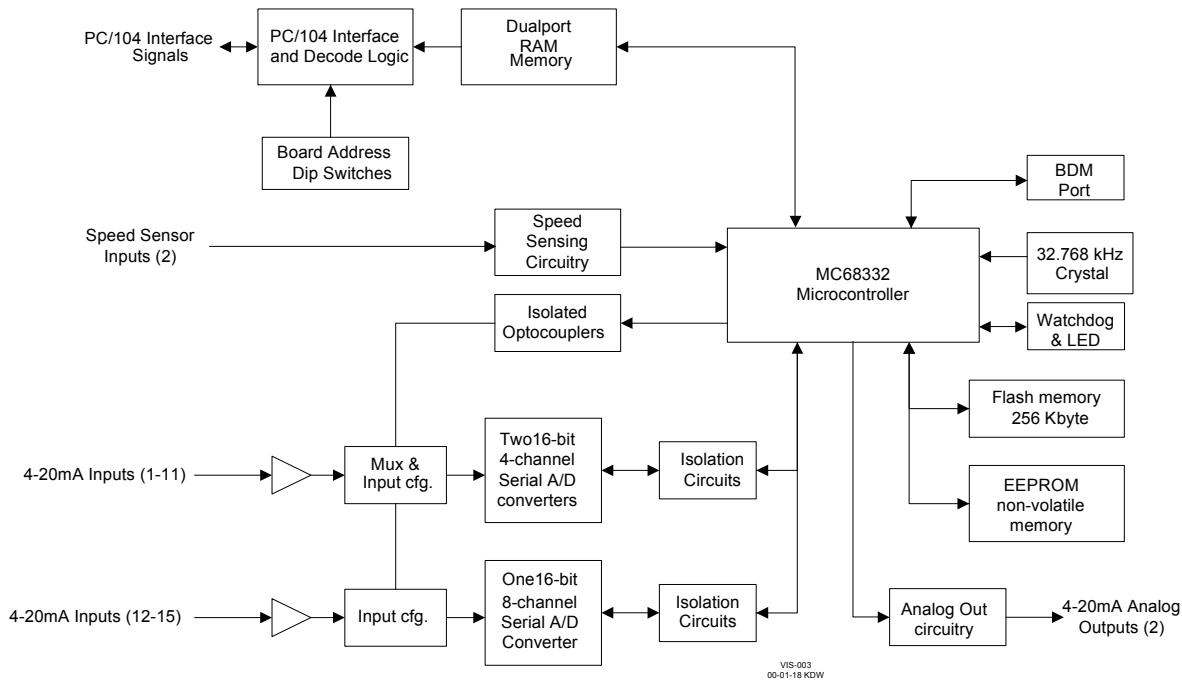 PC/104 Interface
Signals
PC/104 Interface
and Decode Logic
Dualport
RAM
Memory
Board Address
Dip Switches
BDM
Port
Speed Sensor
Inputs (2)
Speed
Sensing
Circuitry
MC68332
Microcontroller
32.768 kHz
Crystal
Isolated
Optocouplers
Watchdog
& LED
Flash memory
256 Kbyte
4-20mA Inputs (1-11)
Mux &
Input cfg.
Two16-bit
4-channel
Serial A/D
converters
Isolation
Circuits
EEPROM
non-volatile
memory
4-20mA Inputs (12-15)
Input cfg.
One16-bit
8-channel
Serial A/D
Converter
Isolation
Circuits
Analog Out
circuitry
4-20mA Analog
Outputs (2)
VIS-003
00-01-18 KDW